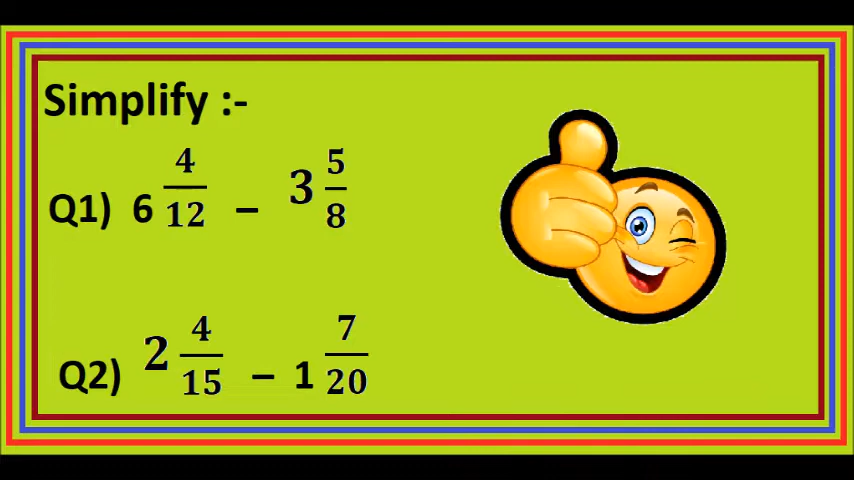 Simplify :-
Q1) 6 4/12 – 3 5/8
Q2) 2 4/15 – 1 7/20